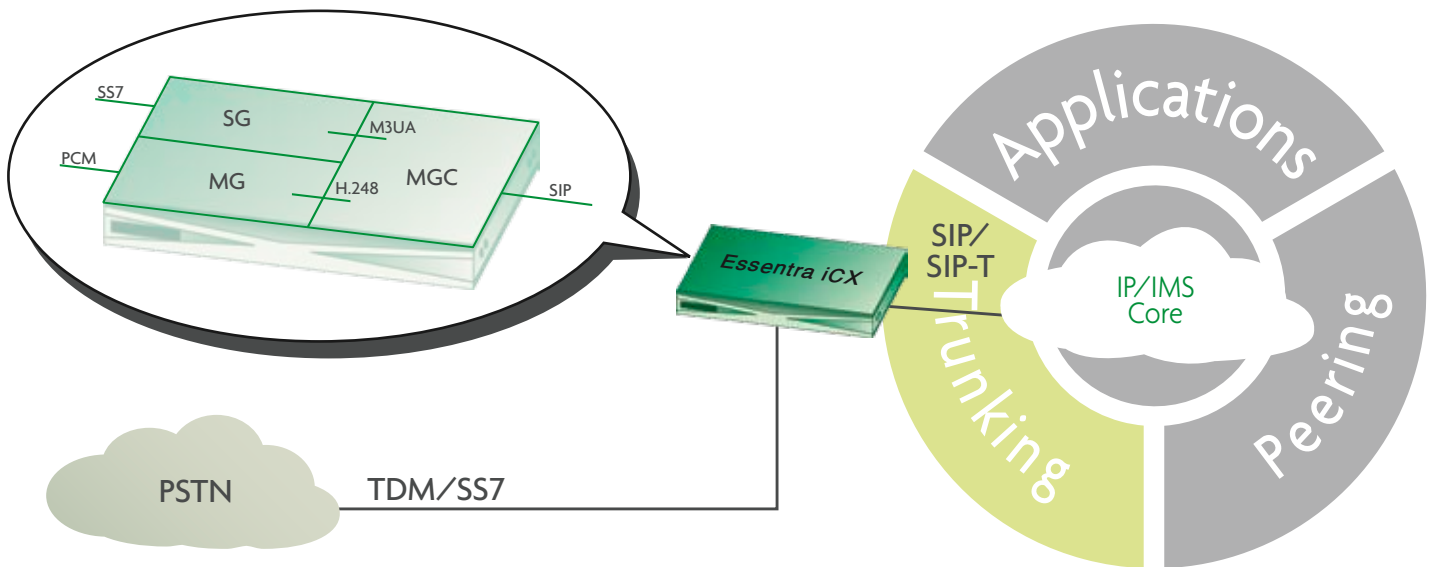 SS7
SG
M3UA
PCM
MG
H.248
MGC
SIP
Essentra iCX
SIP/
SIP-T
Applications
Trunking
Peering
IP/IMS
Core
PSTN
TDM/SS7